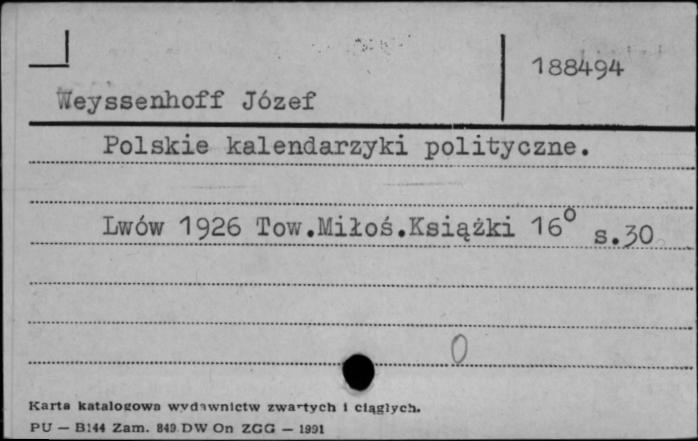 188494
Weyssenhoff Józef
Polskie kalendarzyki polityczne.
Lwów 1926 Tow.Miłoś.Książki 16° s.30
0
Karta katalogowa wydawnictw zwartych i ciągłych.
PU — B144 Zam. 849 DW On ZGG — 1991